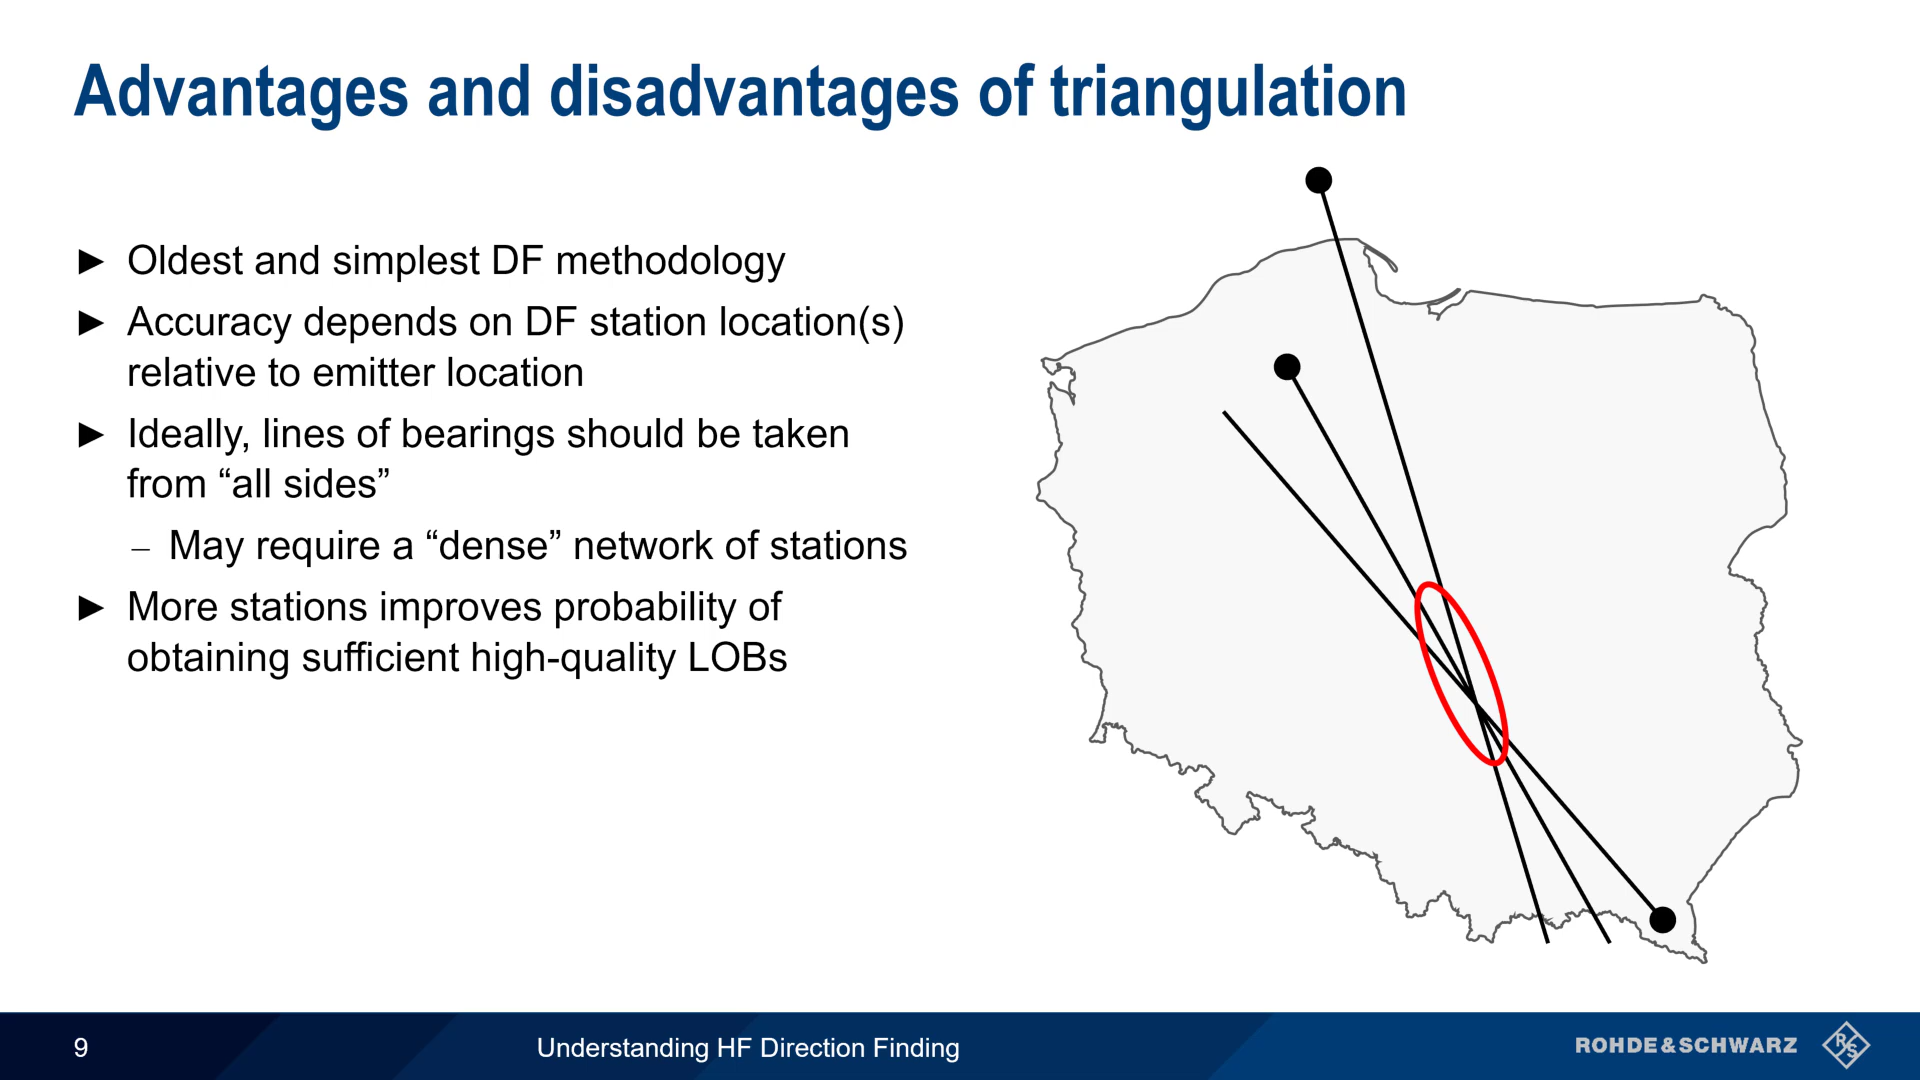 Advantages and disadvantages of triangulation
► Oldest and simplest DF methodology
► Accuracy depends on DF station location(s)
relative to emitter location
► Ideally, lines of bearings should be taken
from “all sides”
– May require a “dense” network of stations
► More stations improves probability of
obtaining sufficient high-quality LOBs
9
Understanding HF Direction Finding
ROHDE&SCHWARZ
R&S